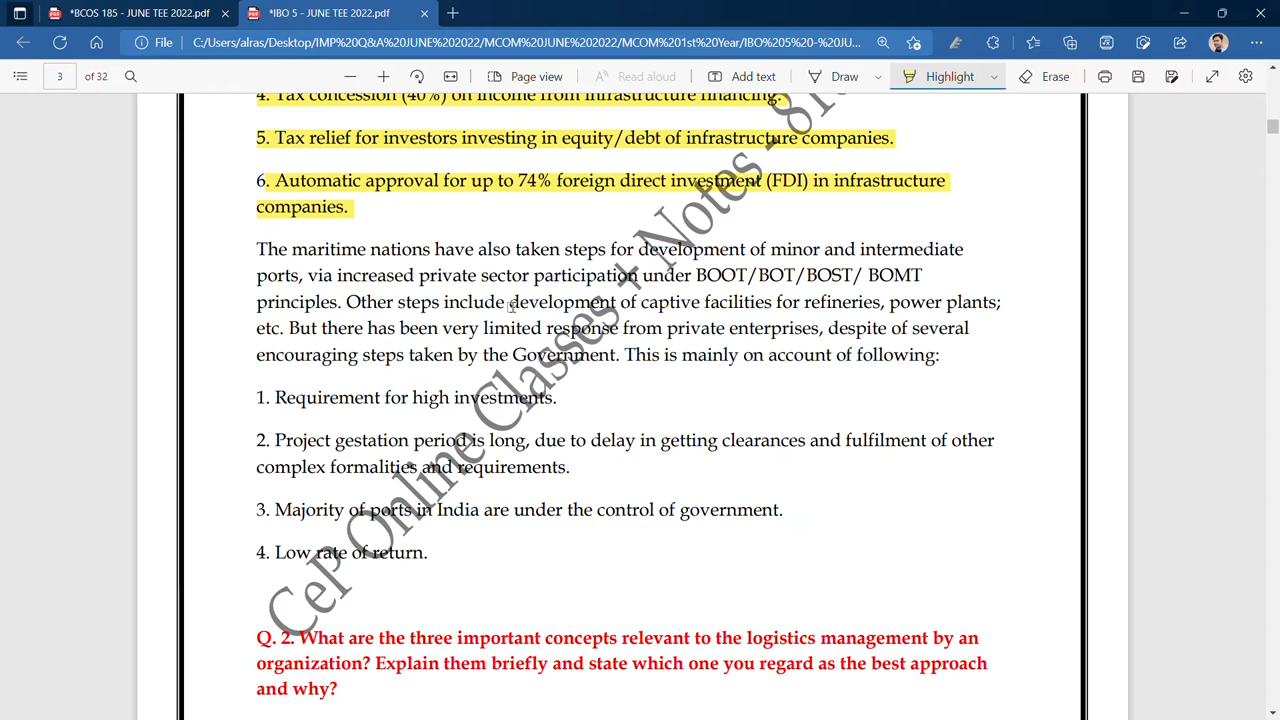 *BCOS 185 - JUNE TEE 2022.pdf
*IBO 5 - JUNE TEE 2022.pdf
File
C:/Users/alras/Desktop/IMP%20Q&A%20JUNE%202022/MCOM%20JUNE%202022/MCOM%201st%20Year/IBO%205%20-%20JU...
3 of 32
Page view
Read aloud
Add text
Draw
Highlight
Erase
4. Tax concession (40%) on income from infrastructure financing.
5. Tax relief for investors investing in equity/debt of infrastructure companies.
6. Automatic approval for up to 74% foreign direct investment (FDI) in infrastructure
companies.
The maritime nations have also taken steps for development of minor and intermediate
ports, via increased private sector participation under BOOT/BOT/BOST/ BOMT
principles. Other steps include development of captive facilities for refineries, power plants;
etc. But there has been very limited response from private enterprises, despite of several
encouraging steps taken by the Government. This is mainly on account of following:
1. Requirement for high investments.
2. Project gestation period is long, due to delay in getting clearances and fulfilment of other
complex formalities and requirements.
3. Majority of ports in India are under the control of government.
4. Low rate of return.
CeP Online Classes + Notes -
Q. 2. What are the three important concepts relevant to the logistics management by an
organization? Explain them briefly and state which one you regard as the best approach
and why?